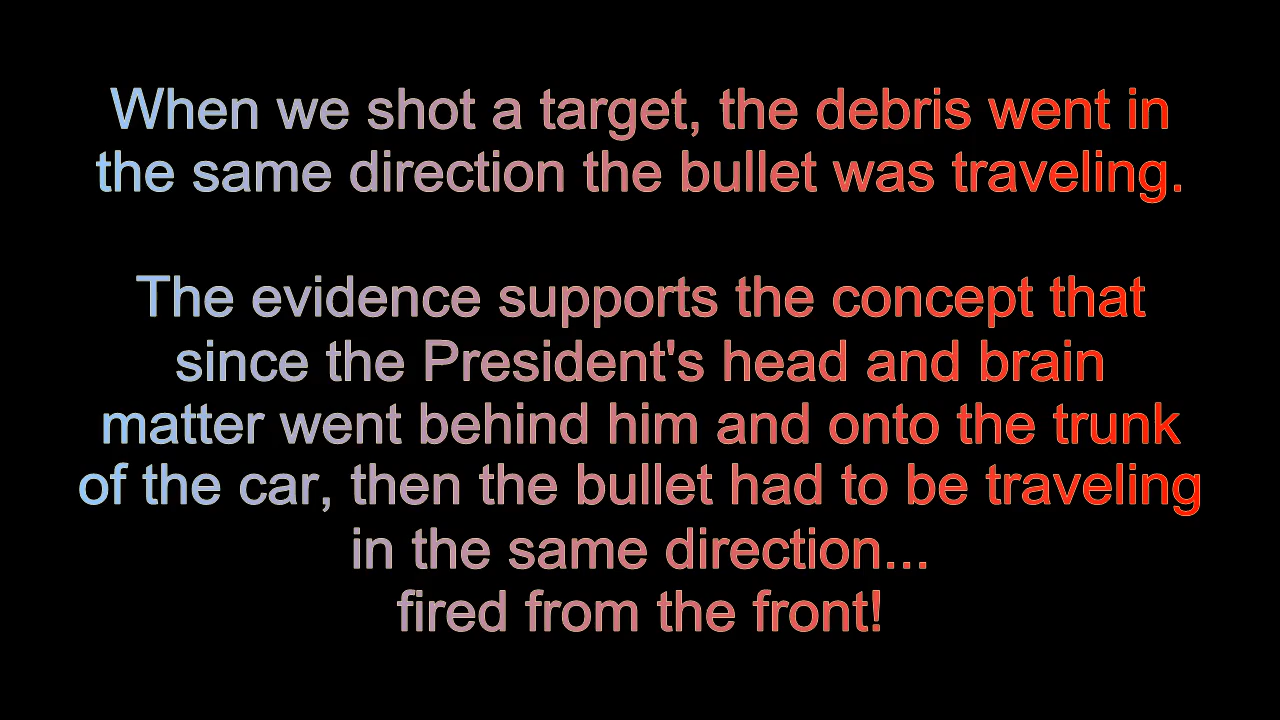 When we shot a target, the debris went in
the same direction the bullet was traveling.
The evidence supports the concept that
since the President's head and brain
matter went behind him and onto the trunk
of the car, then the bullet had to be traveling
in the same direction...
fired from the front!